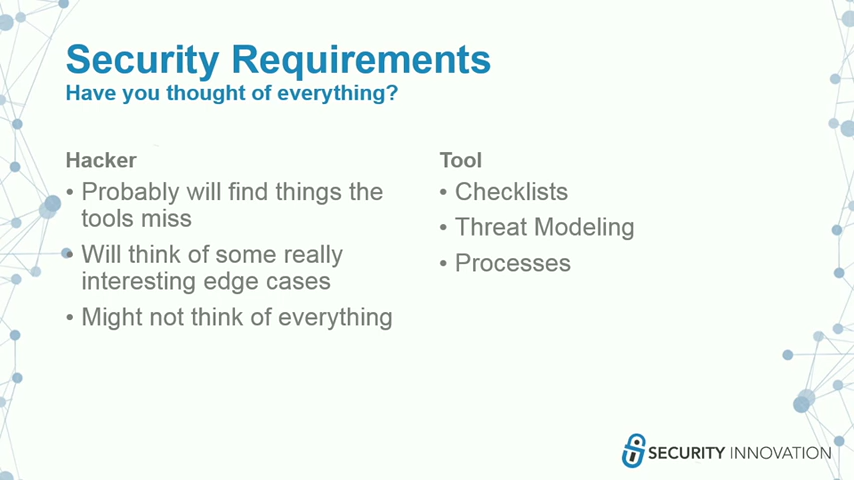 Security Requirements
Have you thought of everything?
Hacker
• Probably will find things the
tools miss
• Will think of some really
interesting edge cases
• Might not think of everything
Tool
• Checklists
• Threat Modeling
• Processes
SECURITY INNOVATION